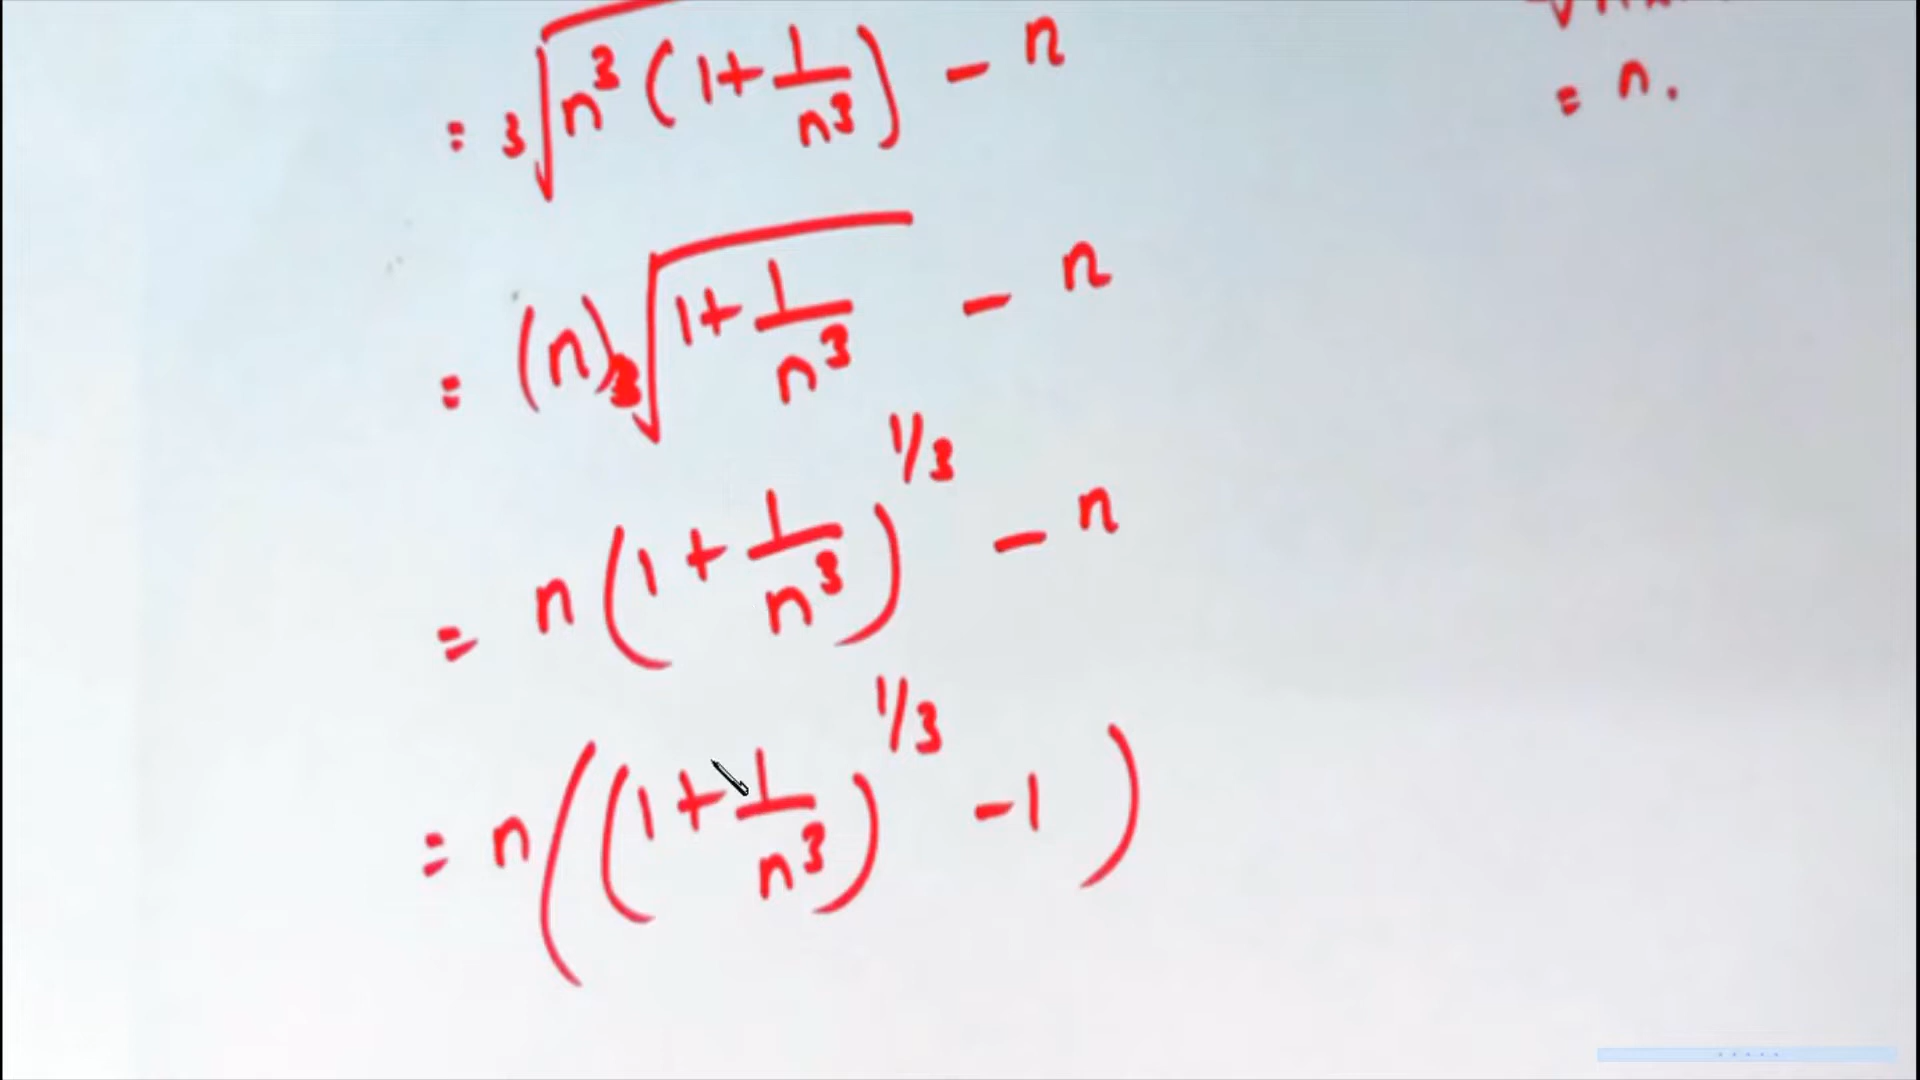 = ∛(n³(1+1/n³)) - n
= n.
= (n)∛(1+1/n³) - n
= n(1+1/n³)^(1/3) - n
= n((1+1/n³)^(1/3) - 1)